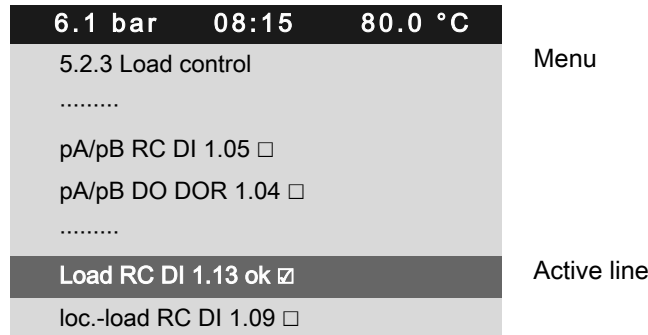 6.1 bar 08:15 80.0 °C
5.2.3 Load control Menu
.........
pA/pB RC DI 1.05 ☐
pA/pB DO DOR 1.04 ☐
.........
Load RC DI 1.13 ok ☑ Active line
loc.-load RC DI 1.09 ☐